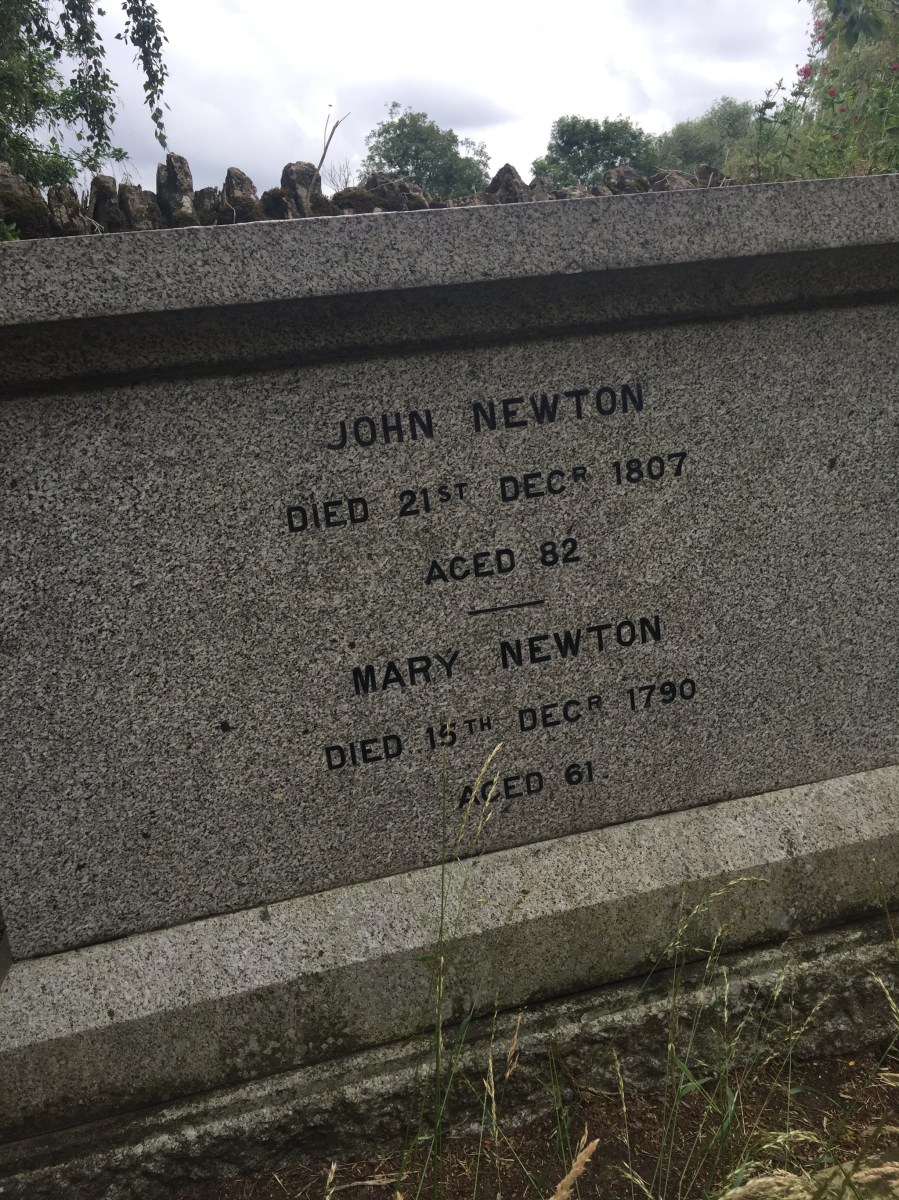 JOHN NEWTON
DIED 21ST DECR 1807
AGED 82
MARY NEWTON
DIED 15TH DECR 1790
AGED 61